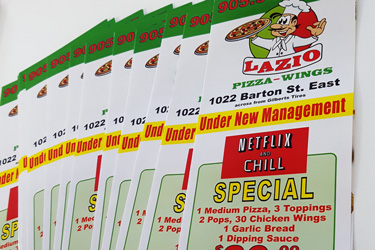 LAZIO
PIZZA-WINGS
1022 Barton St. East
across from Gilberts Tires
Under New Management
NETFLIX
AND
CHILL
SPECIAL
1 Medium Pizza, 3 Toppings
2 Pops, 30 Chicken Wings
1 Garlic Bread
1 Dipping Sauce